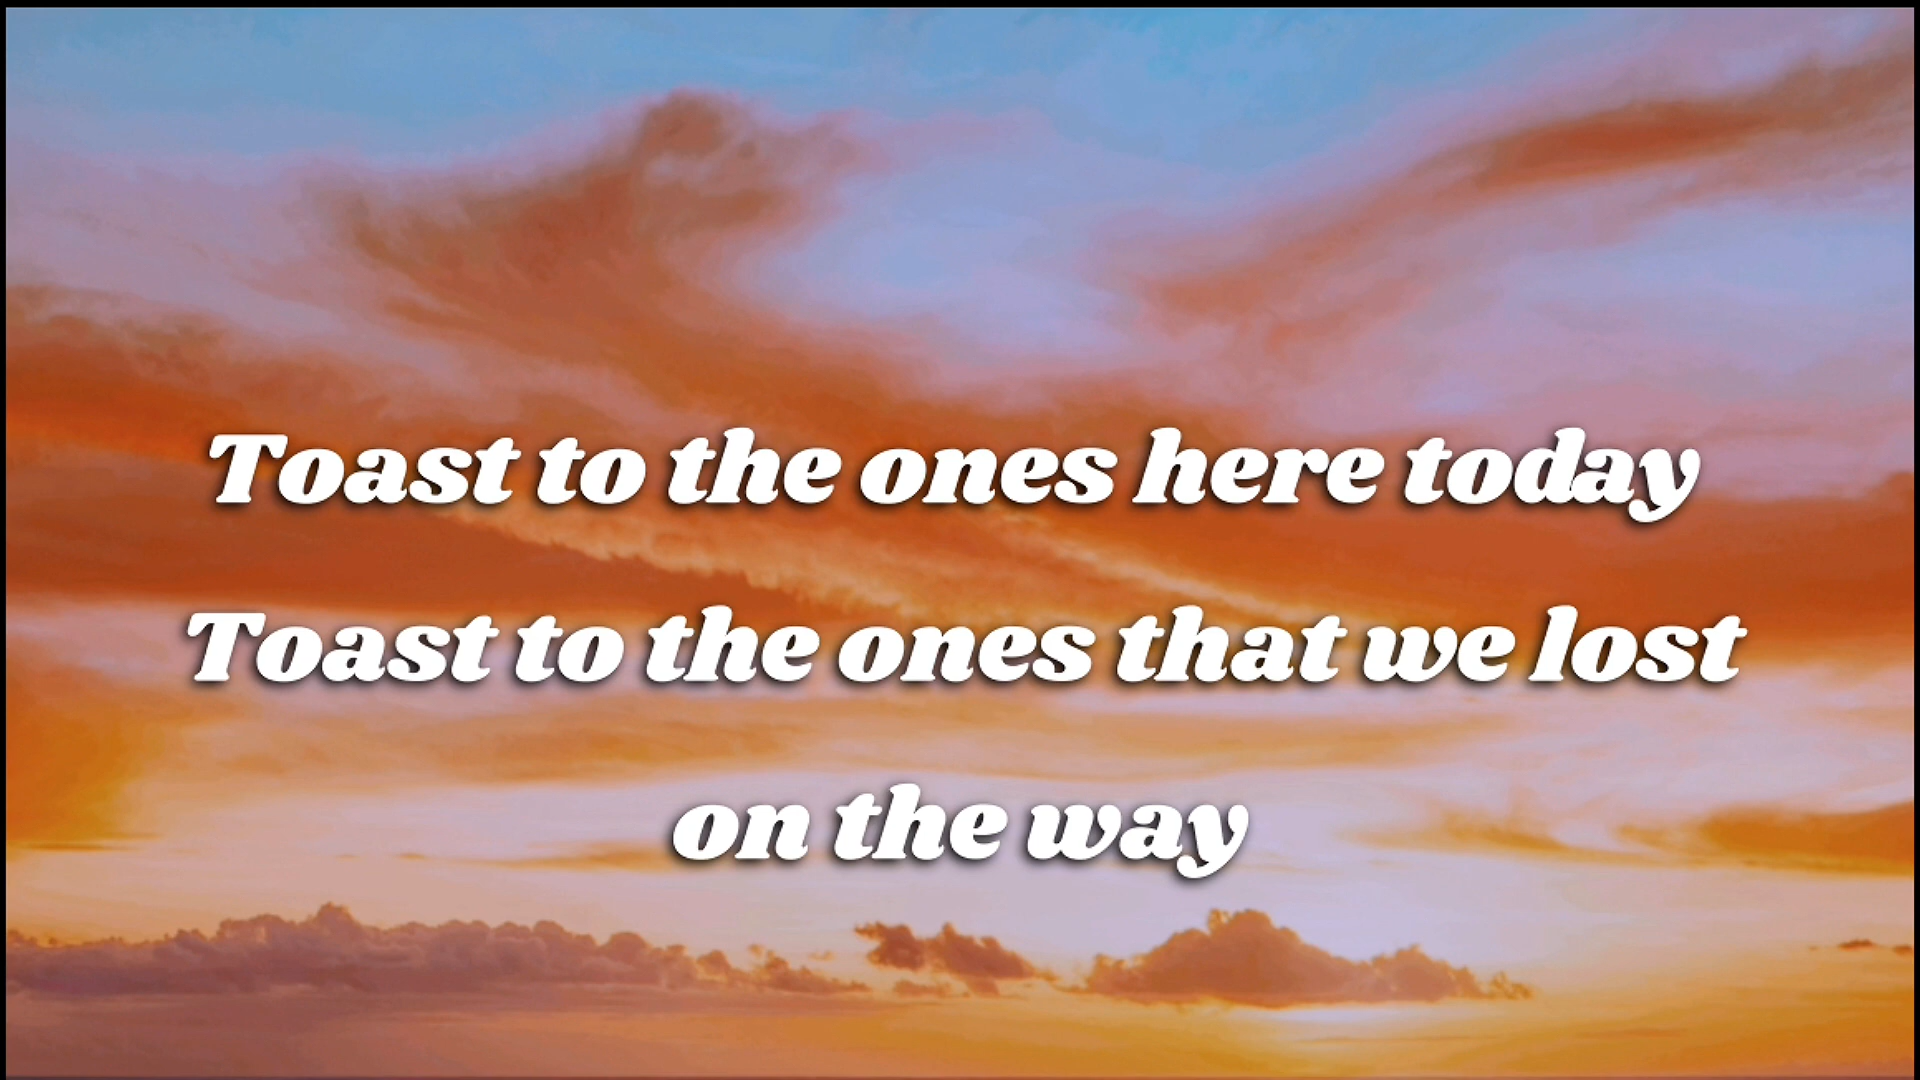 Toast to the ones here today
Toast to the ones that we lost
on the way